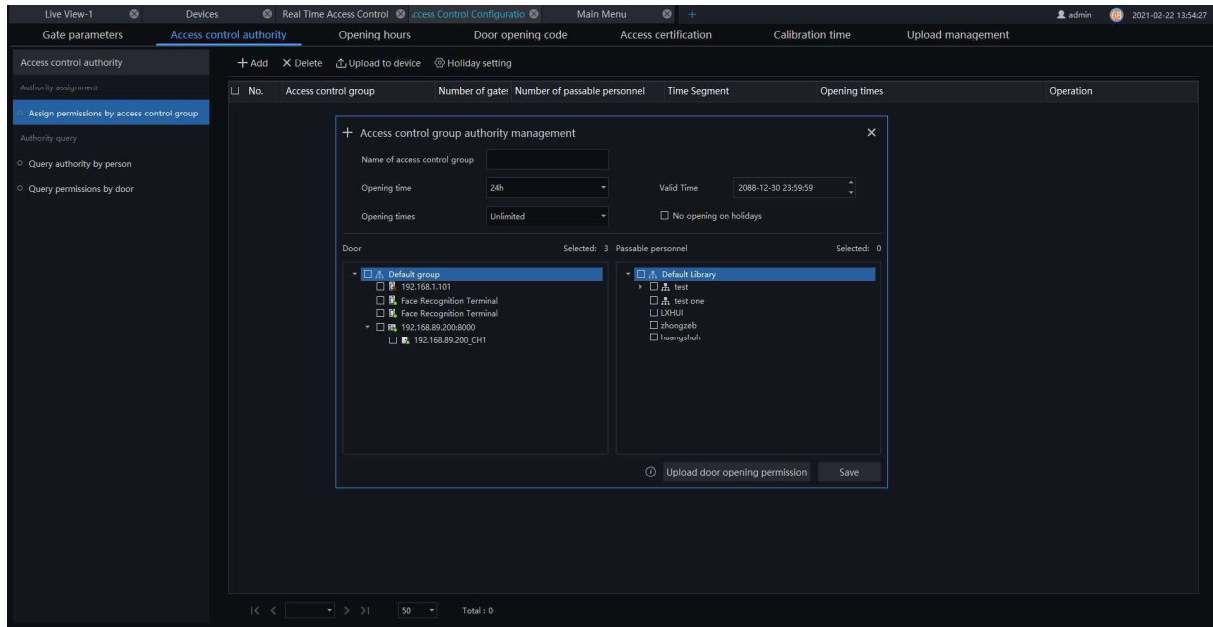 Live View-1 Devices Real Time Access Control ccess Control Configuratio Main Menu + admin 68 2021-02-22 13:54:27
Gate parameters Access control authority Opening hours Door opening code Access certification Calibration time Upload management
Access control authority
+ Add Delete Upload to device Holiday setting
Authority assignment
No. Access control group Number of gates Number of passable personnel Time Segment Opening times Operation
Assign permissions by access control group
Authority query
Query authority by person
Query permissions by door
+ Access control group authority management
Name of access control group
Opening time 24h Valid Time 2088-12-30 23:59:59
Opening times Unlimited No opening on holidays
Door Selected: 3 Passable personnel Selected: 0
Default group Default Library
192.168.1.101 test
Face Recognition Terminal test one
Face Recognition Terminal LXHUI
192.168.89.200:8000 zhongzeb
192.168.89.200_CH1
Upload door opening permission Save
50 Total : 0